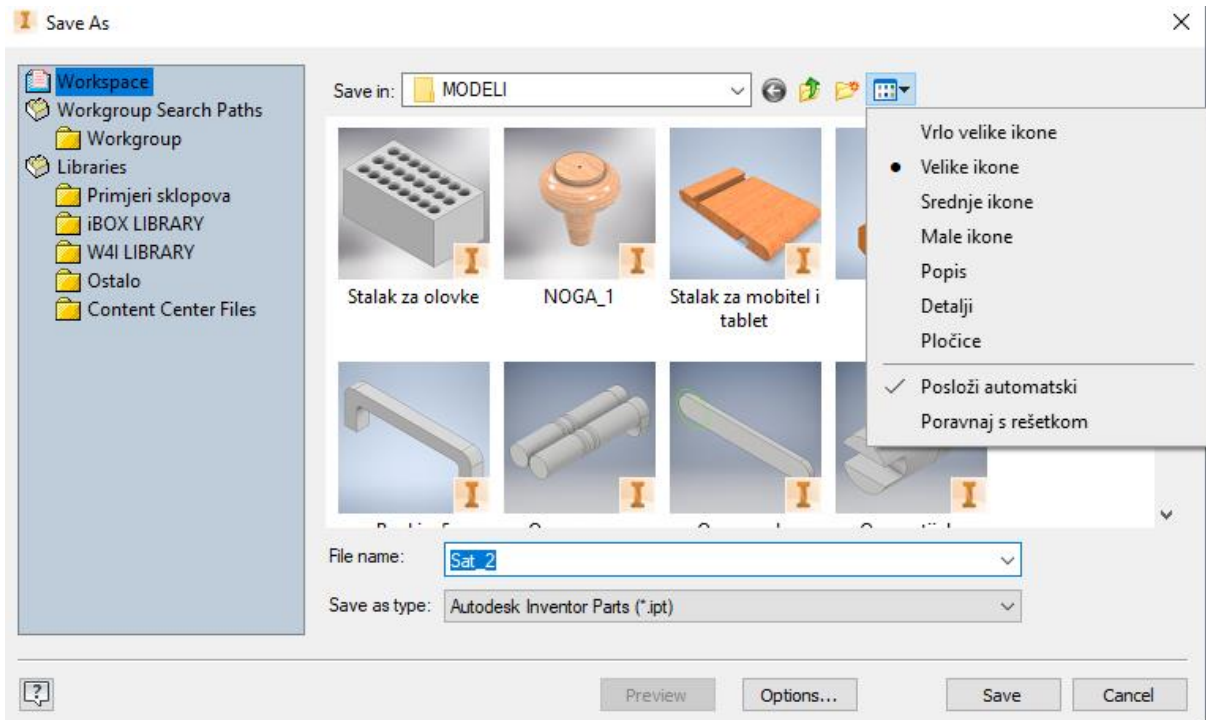 Save As
Workspace
Workgroup Search Paths
Workgroup
Libraries
Primjeri sklopova
iBOX LIBRARY
W4I LIBRARY
Ostalo
Content Center Files
Save in: MODELI
Vrlo velike ikone
Velike ikone
Srednje ikone
Male ikone
Popis
Detalji
Pločice
Posloži automatski
Poravnaj s rešetkom
Stalak za olovke
NOGA_1
Stalak za mobitel i
tablet
File name: Sat_2
Save as type: Autodesk Inventor Parts (*.ipt)
Preview
Options...
Save
Cancel